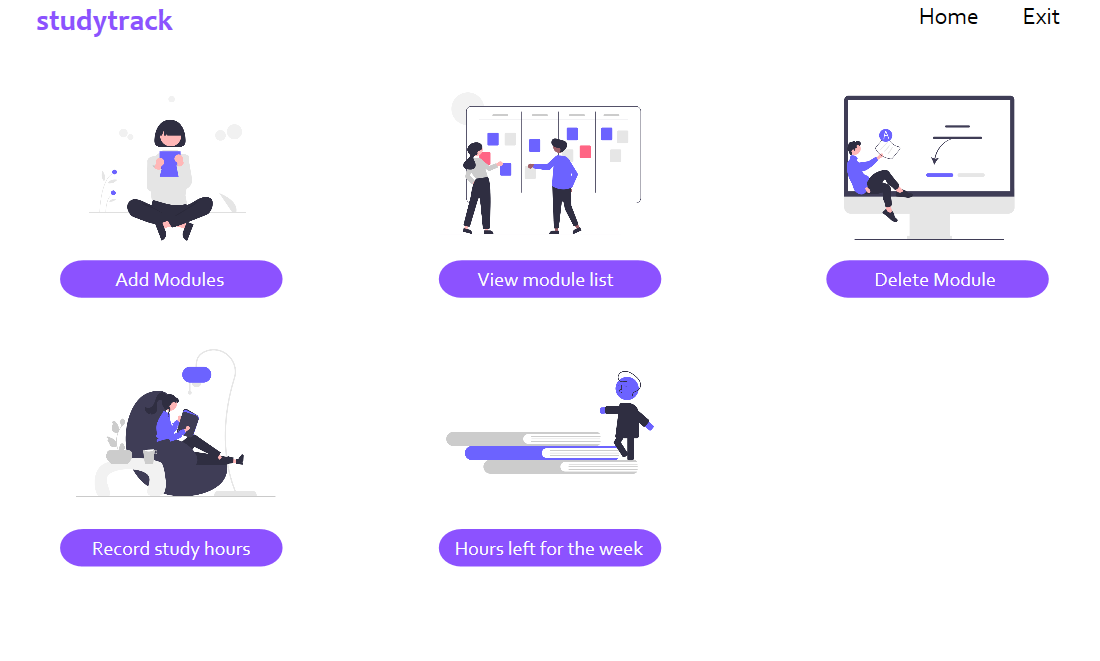 studytrack
Home
Exit
A
Add Modules
View module list
Delete Module
Record study hours
Hours left for the week